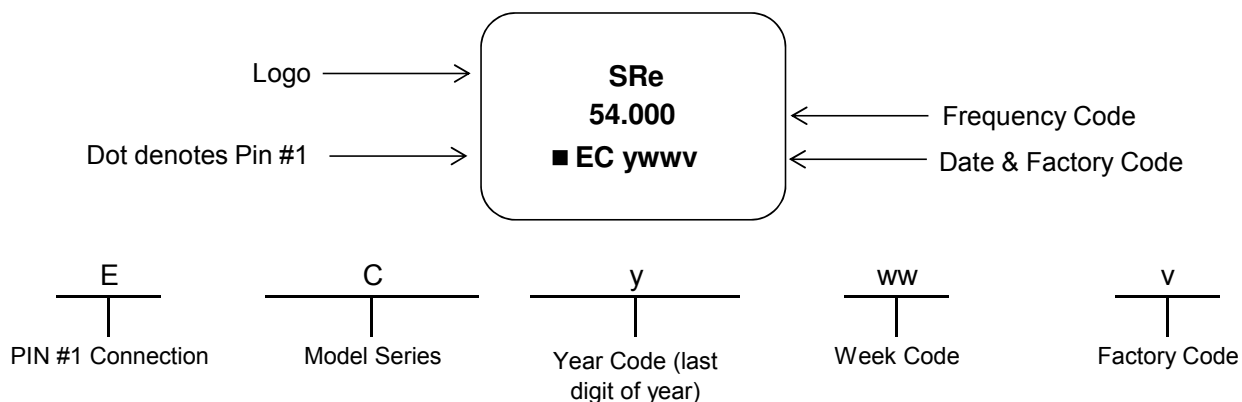 Logo
SRe
54.000
Frequency Code
Dot denotes Pin #1
■ EC ywwv
Date & Factory Code
E
C
y
ww
v
PIN #1 Connection
Model Series
Year Code (last
digit of year)
Week Code
Factory Code